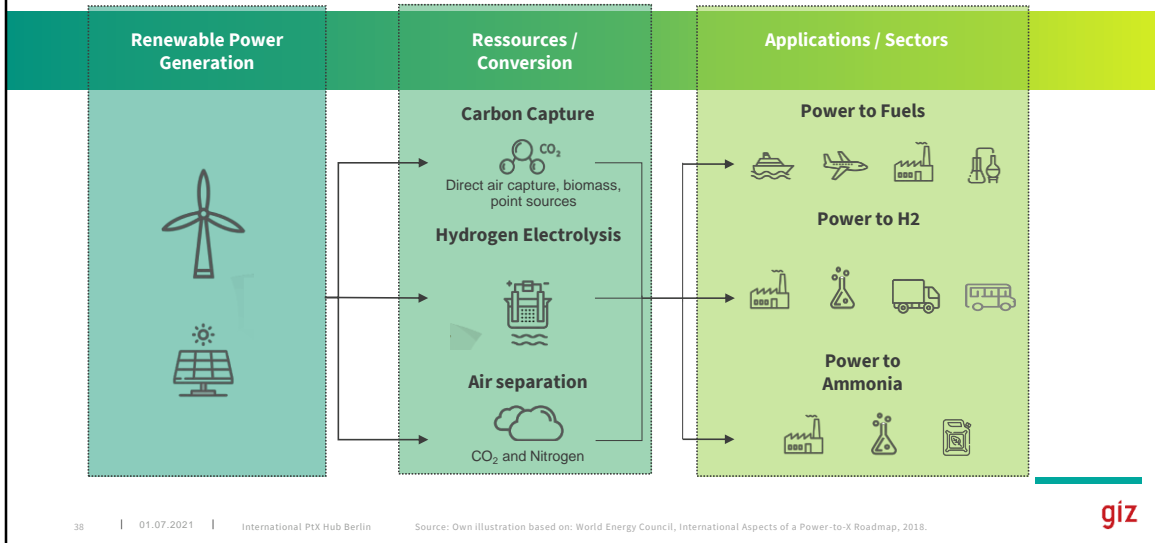 Renewable Power
Generation
Ressources /
Conversion
Applications / Sectors
Carbon Capture
CO₂
Direct air capture, biomass,
point sources
Hydrogen Electrolysis
Air separation
CO₂ and Nitrogen
Power to Fuels
Power to H2
Power to
Ammonia
38 | 01.07.2021 | International PtX Hub Berlin Source: Own illustration based on: World Energy Council, International Aspects of a Power-to-X Roadmap, 2018.
giz